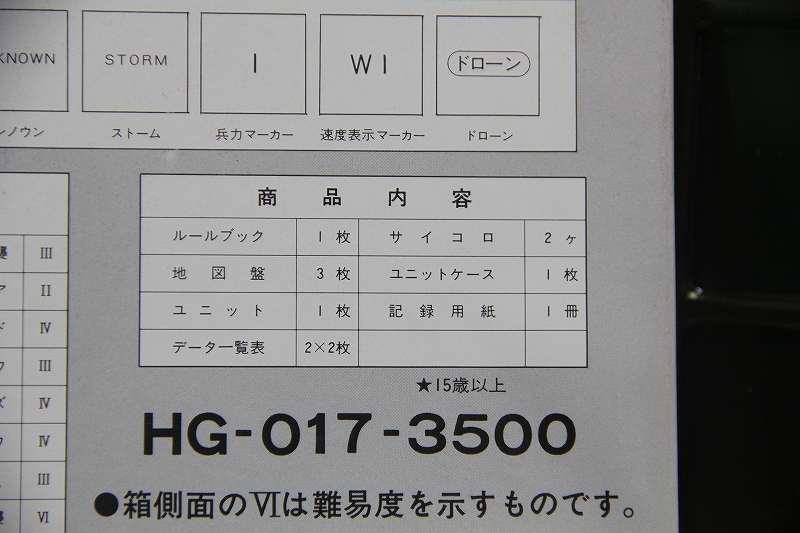 KNOWN STORM I WI ドローン
ンノウン ストーム 兵力マーカー 速度表示マーカー ドローン
商品内容
ルールブック 1枚 サイコロ 2ヶ
地図盤 3枚 ユニットケース 1枚
ユニット 1枚 記録用紙 1冊
データ一覧表 2×2枚
III
ア II
ド IV
III
ズ IV
IV
III
VI
★15歳以上
HG-017-3500
●箱側面のⅥは難易度を示すものです。